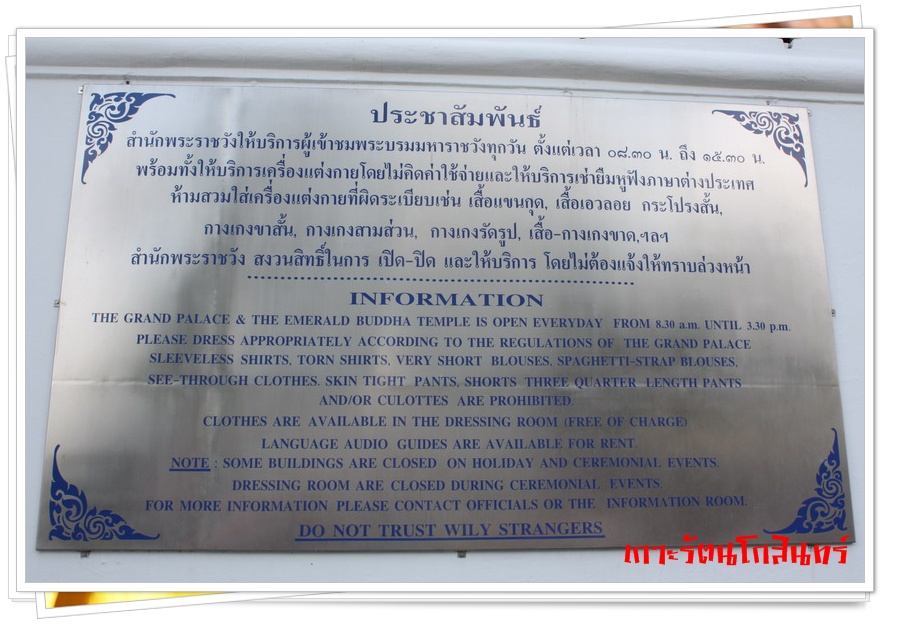 ประชาสัมพันธ์
สำนักพระราชวังให้บริการผู้เข้าชมพระบรมมหาราชวังทุกวัน ตั้งแต่เวลา ๐๘.๓๐ น. ถึง ๑๕.๓๐ น.
พร้อมทั้งให้บริการเครื่องแต่งกายโดยไม่คิดค่าใช้จ่ายและให้บริการเช่ายืมหูฟังภาษาต่างประเทศ
ห้ามสวมใส่เครื่องแต่งกายที่ผิดระเบียบเช่น เสื้อแขนกุด, เสื้อเอวลอย กระโปรงสั้น,
กางเกงขาสั้น, กางเกงสามส่วน, กางเกงรัดรูป, เสื้อ-กางเกงขาด,ฯลฯ
สำนักพระราชวัง สงวนสิทธิ์ในการ เปิด-ปิด และให้บริการ โดยไม่ต้องแจ้งให้ทราบล่วงหน้า
INFORMATION
THE GRAND PALACE & THE EMERALD BUDDHA TEMPLE IS OPEN EVERYDAY FROM 8.30 a.m. UNTIL 3.30 p.m.
PLEASE DRESS APPROPRIATELY ACCORDING TO THE REGULATIONS OF THE GRAND PALACE
SLEEVELESS SHIRTS, TORN SHIRTS, VERY SHORT BLOUSES, SPAGHETTI-STRAP BLOUSES,
SEE-THROUGH CLOTHES. SKIN TIGHT PANTS, SHORTS THREE QUARTER LENGTH PANTS
AND/OR CULOTTES ARE PROHIBITED.
CLOTHES ARE AVAILABLE IN THE DRESSING ROOM (FREE OF CHARGE)
LANGUAGE AUDIO GUIDES ARE AVAILABLE FOR RENT.
NOTE : SOME BUILDINGS ARE CLOSED ON HOLIDAY AND CEREMONIAL EVENTS.
DRESSING ROOM ARE CLOSED DURING CEREMONIAL EVENTS.
FOR MORE INFORMATION PLEASE CONTACT OFFICIALS OR THE INFORMATION ROOM.
DO NOT TRUST WILY STRANGERS
เกาะรัตนโกสินทร์